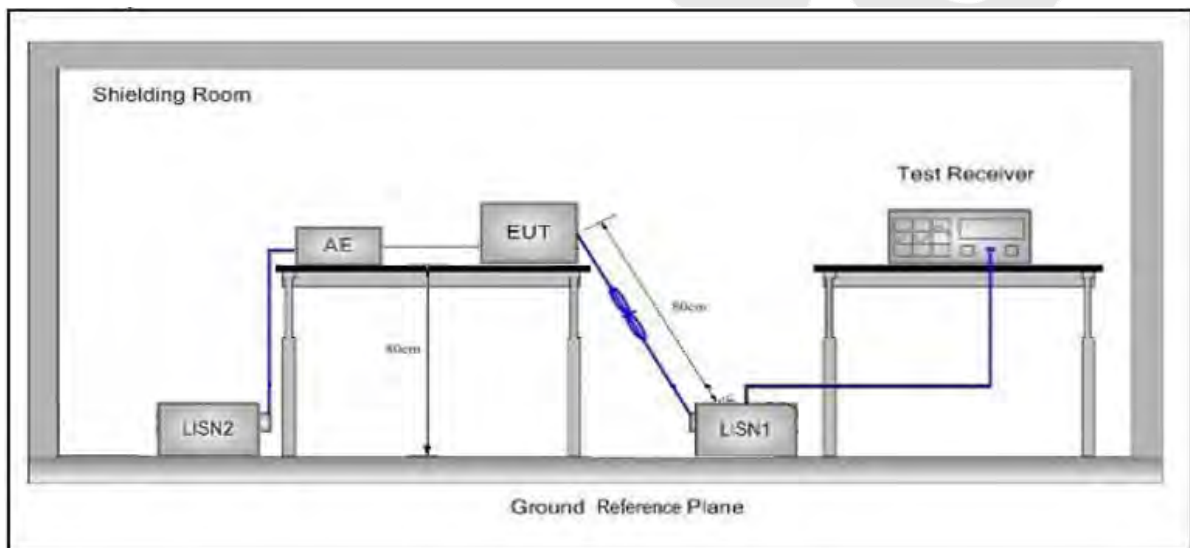 Shielding Room
Test Receiver
AE
EUT
80cm
80cm
LISN2
LISN1
Ground Reference Plane